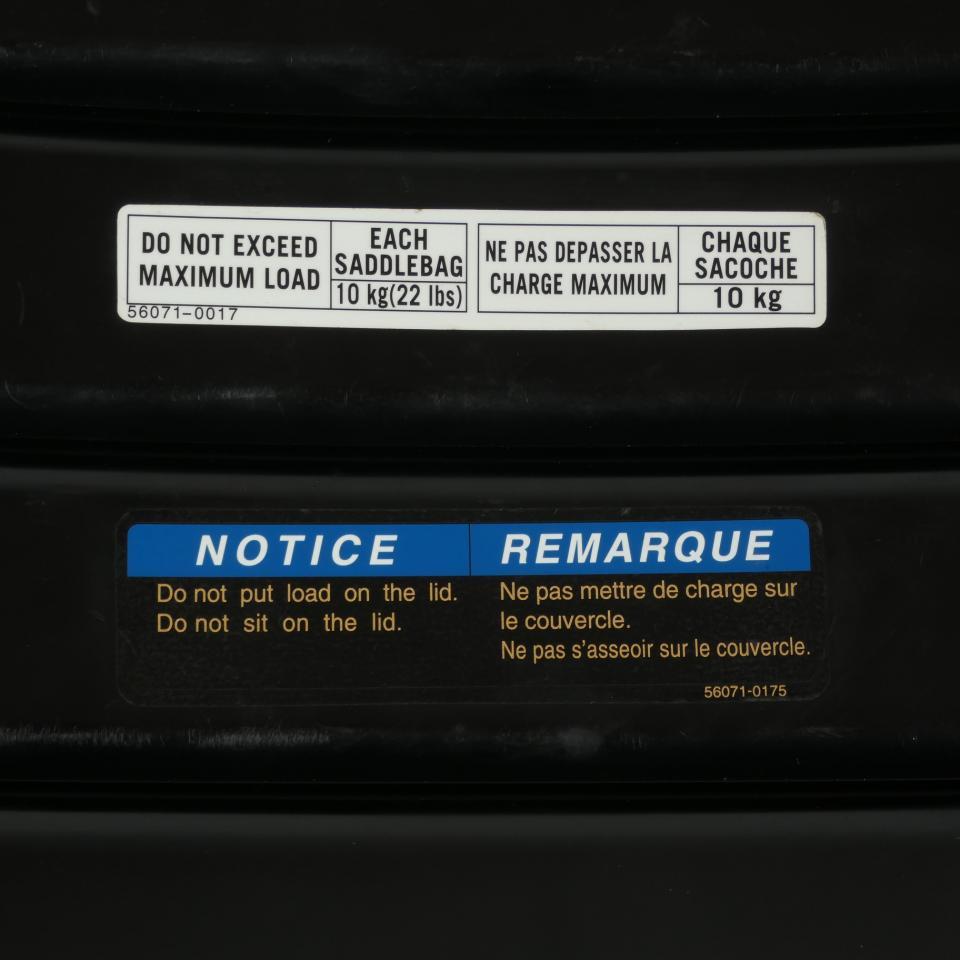 DO NOT EXCEED
MAXIMUM LOAD
EACH
SADDLEBAG
10 kg(22 lbs)
NE PAS DEPASSER LA
CHARGE MAXIMUM
CHAQUE
SACOCHE
10 kg
56071-0017
NOTICE
Do not put load on the lid.
Do not sit on the lid.
REMARQUE
Ne pas mettre de charge sur
le couvercle.
Ne pas s'asseoir sur le couvercle.
56071-0175